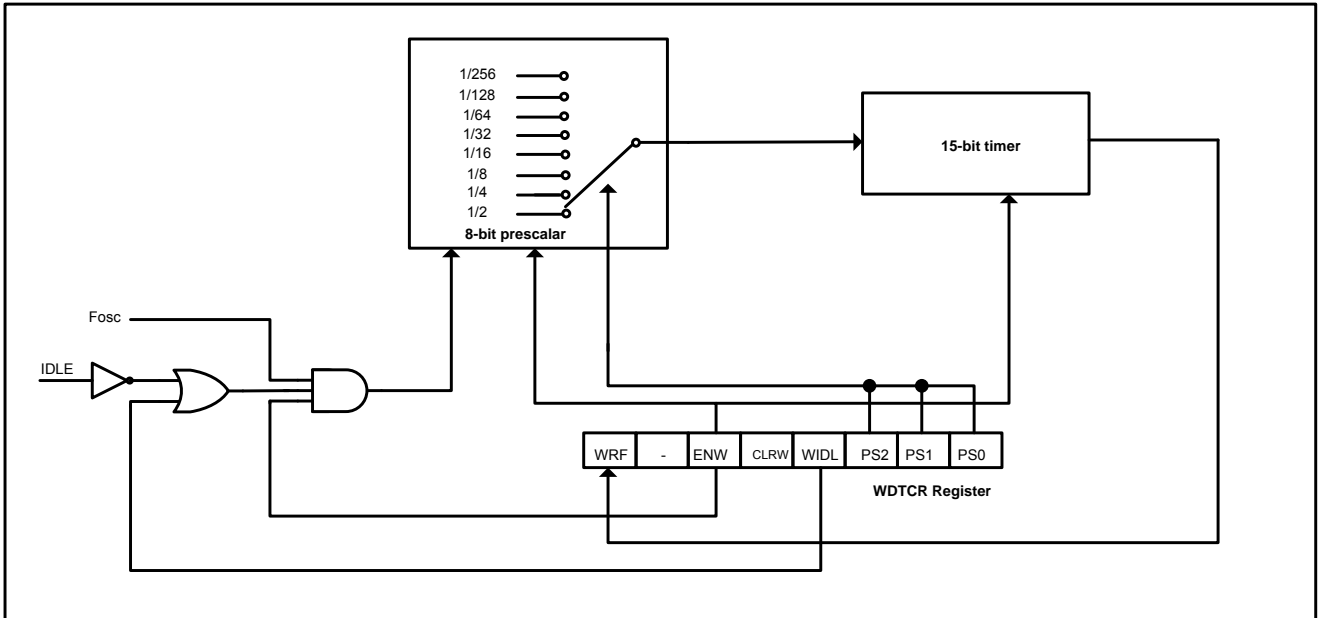 1/256
1/128
1/64
1/32
1/16
1/8
1/4
1/2
8-bit prescalar
15-bit timer
Fosc
IDLE
WRF - ENW CLRW WIDL PS2 PS1 PS0
WDTCR Register